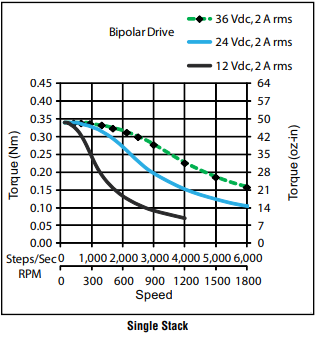 Bipolar Drive
36 Vdc, 2 A rms
24 Vdc, 2 A rms
12 Vdc, 2 A rms
Torque (Nm)
0.45
0.40
0.35
0.30
0.25
0.20
0.15
0.10
0.05
0.00
64
57
50
42
35
28
21
14
7
0
Torque (oz-in)
Steps/Sec 0 1,000 2,000 3,000 4,000 5,000 6,000
RPM 0 300 600 900 1200 1500 1800
Speed
Single Stack